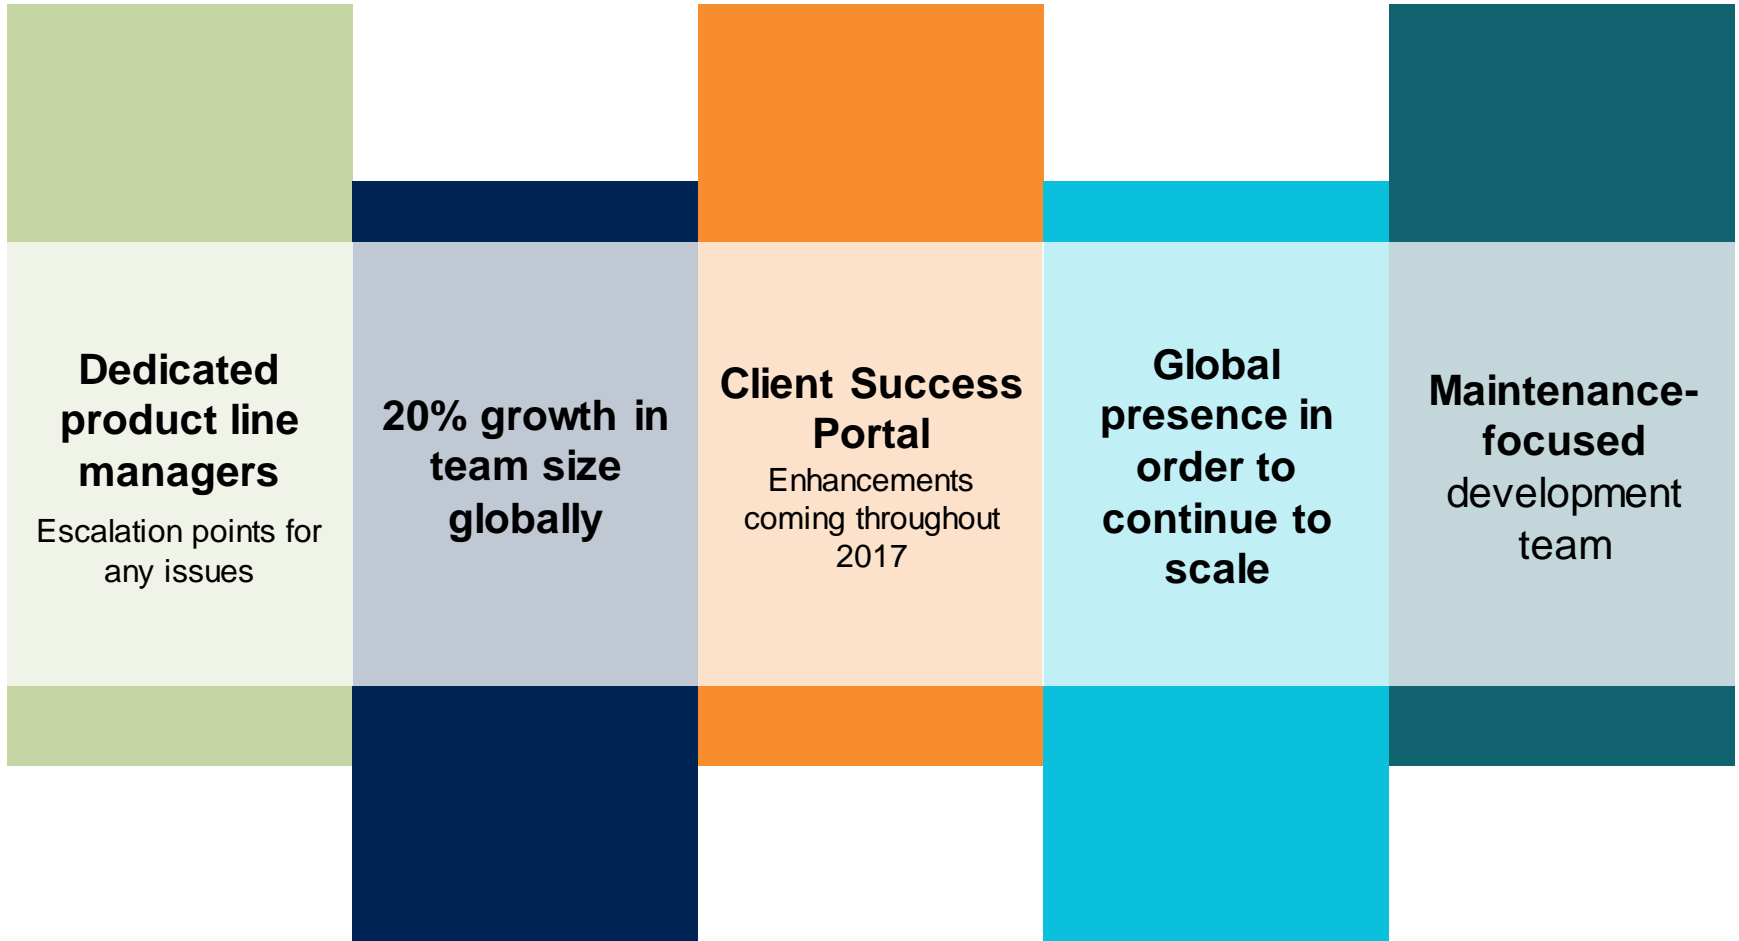 Dedicated
product line
managers
Escalation points for
any issues
20% growth in
team size
globally
Client Success
Portal
Enhancements
coming throughout
2017
Global
presence in
order to
continue to
scale
Maintenance-
focused
development
team